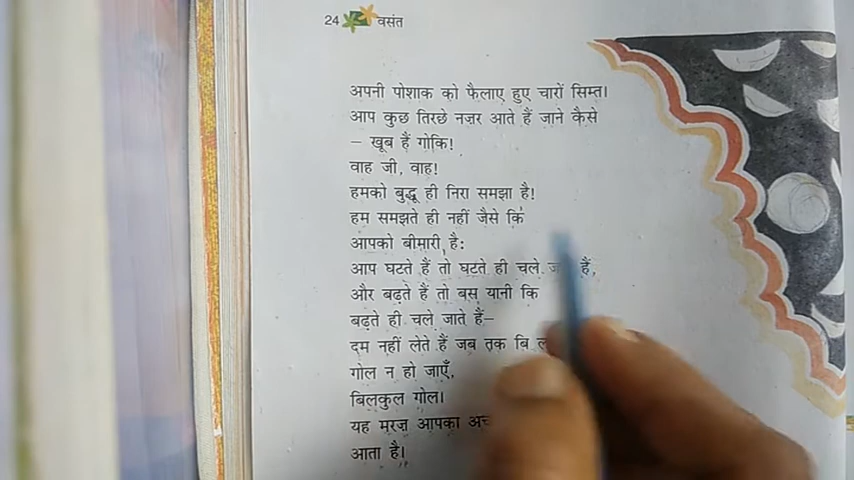 24 वसंत
अपनी पोशाक को फैलाए हुए चारों सिम्त।
आप कुछ तिरछे नज़र आते हैं जाने कैसे
– खूब हैं गोकि!
वाह जी, वाह!
हमको बुद्धू ही निरा समझा है!
हम समझते ही नहीं जैसे कि
आपको बीमारी है:
आप घटते हैं तो घटते ही चले हैं,
और बढ़ते हैं तो बस यानी कि
बढ़ते ही चले जाते हैं–
दम नहीं लेते हैं जब तक
गोल न हो जाएँ,
बिलकुल गोल।
यह मरज़ आपका
आता है।